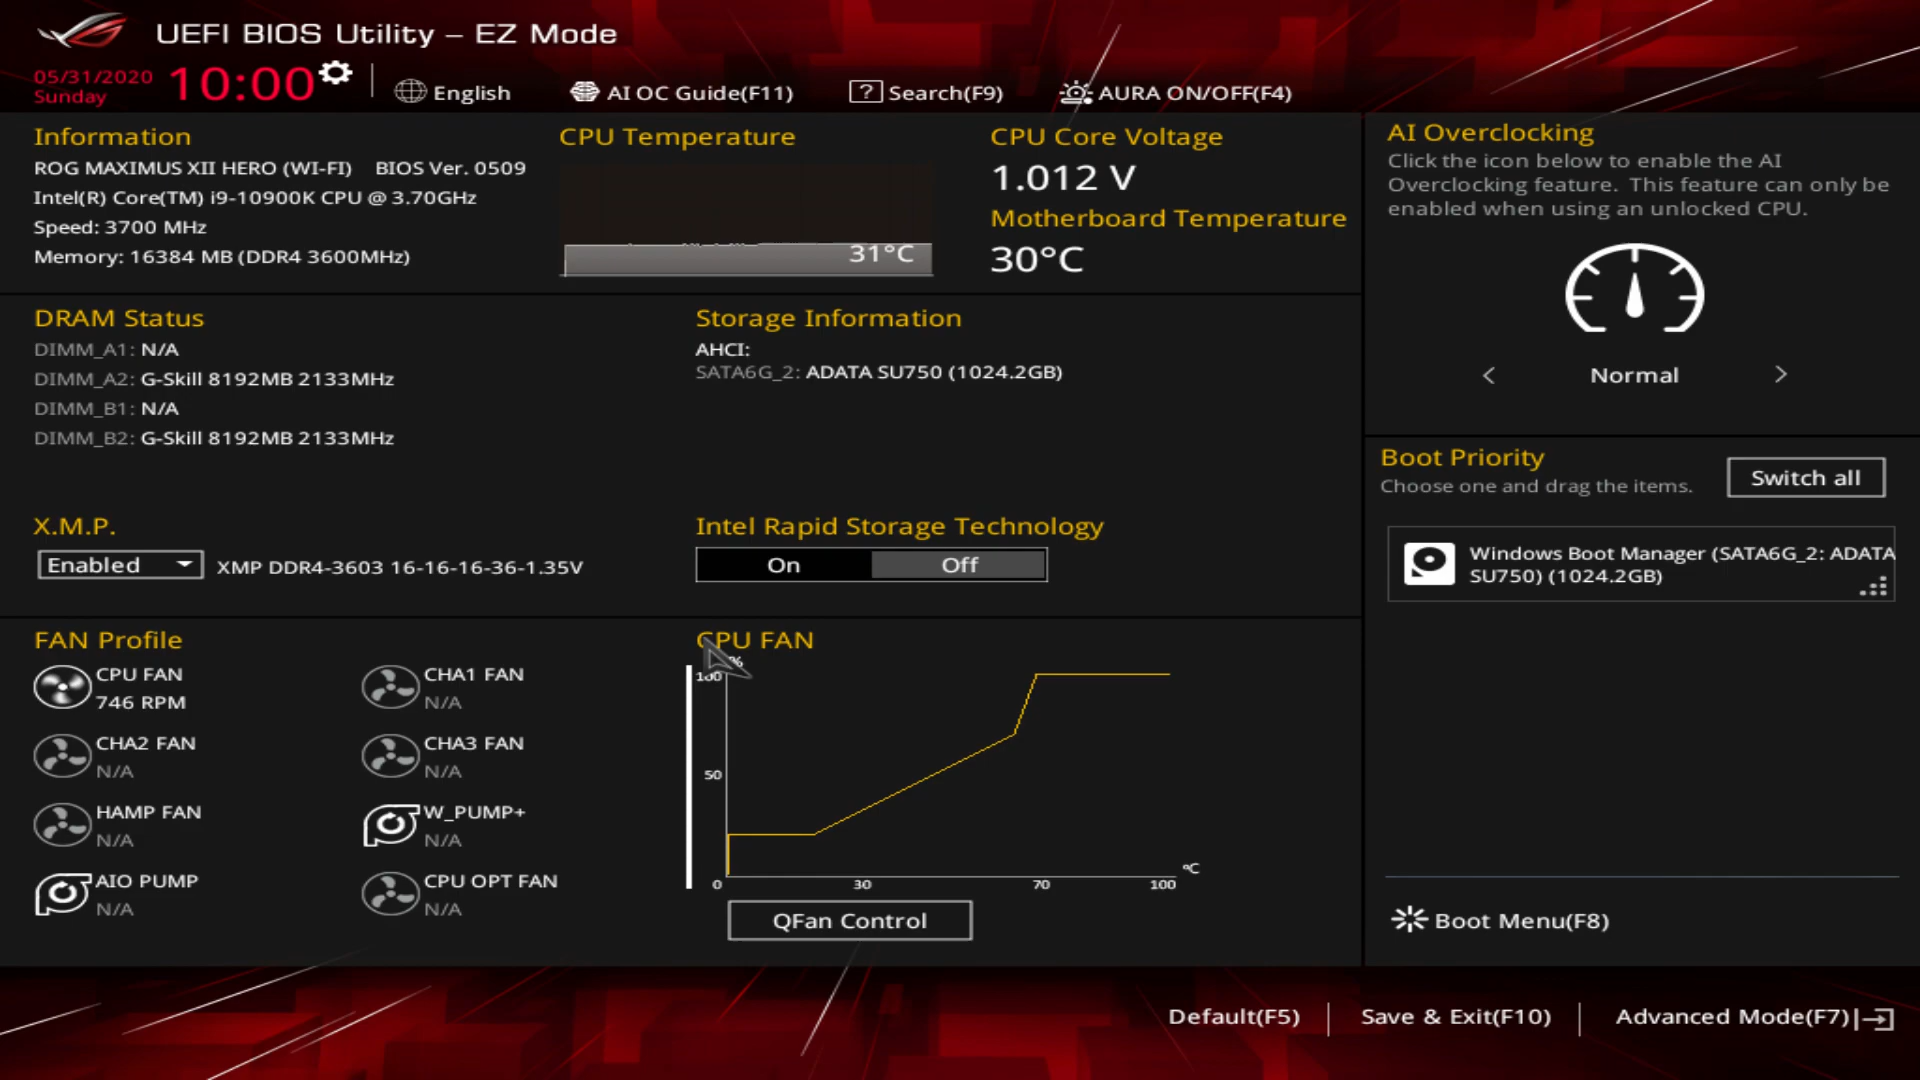 UEFI BIOS Utility – EZ Mode
05/31/2020
Sunday
10:00
English
AI OC Guide(F11)
? Search(F9)
AURA ON/OFF(F4)
Information
ROG MAXIMUS XII HERO (WI-FI) BIOS Ver. 0509
Intel(R) Core(TM) i9-10900K CPU @ 3.70GHz
Speed: 3700 MHz
Memory: 16384 MB (DDR4 3600MHz)
CPU Temperature
31°C
CPU Core Voltage
1.012 V
Motherboard Temperature
30°C
AI Overclocking
Click the icon below to enable the AI
Overclocking feature. This feature can only be
enabled when using an unlocked CPU.
< Normal >
DRAM Status
DIMM_A1: N/A
DIMM_A2: G-Skill 8192MB 2133MHz
DIMM_B1: N/A
DIMM_B2: G-Skill 8192MB 2133MHz
Storage Information
AHCI:
SATA6G_2: ADATA SU750 (1024.2GB)
X.M.P.
Enabled
XMP DDR4-3603 16-16-16-36-1.35V
Intel Rapid Storage Technology
On Off
Boot Priority
Choose one and drag the items.
Switch all
Windows Boot Manager (SATA6G_2: ADATA
SU750) (1024.2GB)
FAN Profile
CPU FAN
746 RPM
CHA1 FAN
N/A
CHA2 FAN
N/A
CHA3 FAN
N/A
HAMP FAN
N/A
W_PUMP+
N/A
AIO PUMP
N/A
CPU OPT FAN
N/A
CPU FAN
%
100
50
0 30 70 100
°C
QFan Control
Boot Menu(F8)
Default(F5)
Save & Exit(F10)
Advanced Mode(F7)